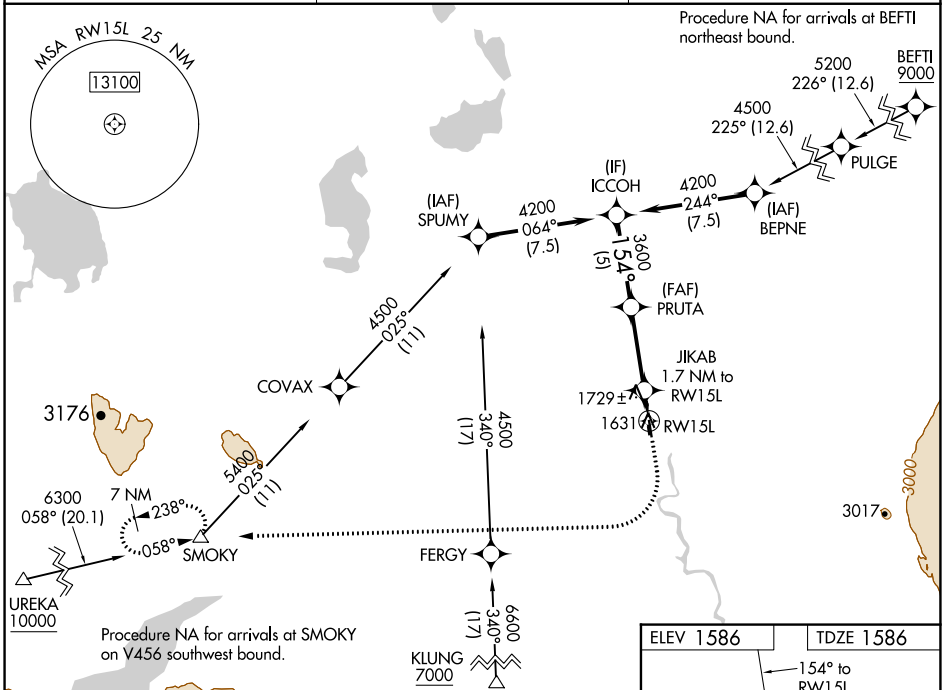 Procedure NA for arrivals at BEFTI
northeast bound.
MSA RW15L 25 NM
13100
BEFTI
9000
5200
226° (12.6)
4500
225° (12.6)
PULGE
(IF)
ICCOH
(IAF)
SPUMY
4200
064°
(7.5)
4200
244°
(7.5)
(IAF)
BEPNE
3600
154°
(5)
(FAF)
PRUTA
4500
025°
(11)
COVAX
JIKAB
1.7 NM to
RW15L
1729±
1631
RW15L
3176
5400
025°
(11)
4500
340°
(17)
6300
058° (20.1)
7 NM
238°
058°
SMOKY
3000
3017
FERGY
UREKA
10000
6600
340°
(17)
Procedure NA for arrivals at SMOKY
on V456 southwest bound.
KLUNG
7000
ELEV 1586
TDZE 1586
154° to
RW15L